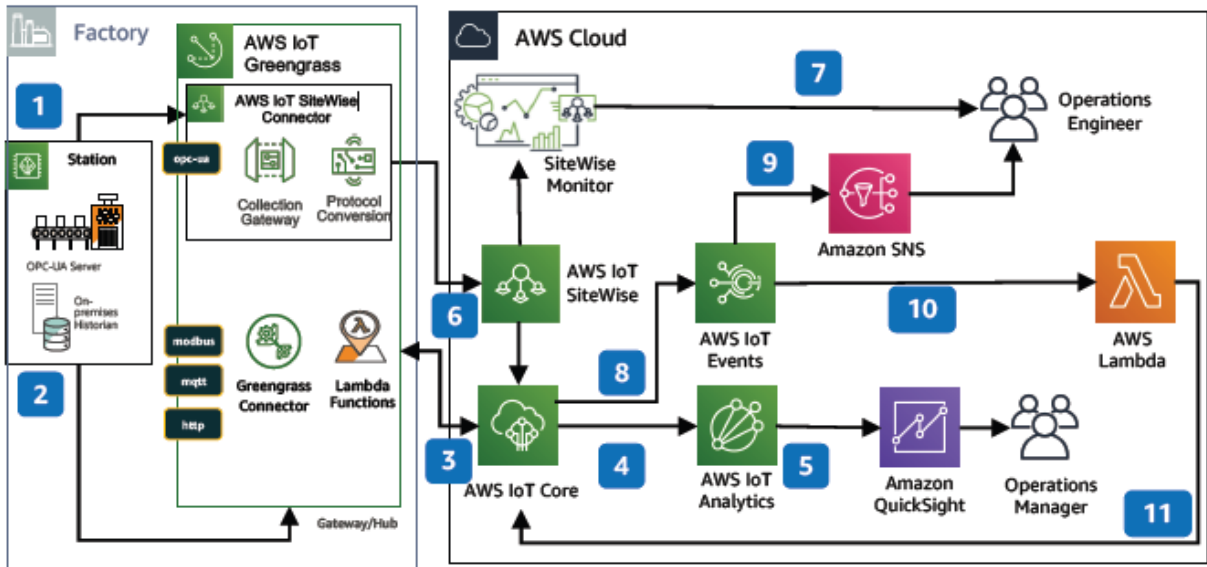 Factory
AWS IoT
Greengrass
1
AWS IoT SiteWise
Connector
Station
opc-ua
Collection
Gateway
Protocol
Conversion
OPC-UA Server
On-
premises
Historian
2
modbus
mqtt
http
Greengrass
Connector
Lambda
Functions
Gateway/Hub
AWS Cloud
7
SiteWise
Monitor
Operations
Engineer
9
Amazon SNS
AWS IoT
SiteWise
6
AWS IoT
Events
10
AWS
Lambda
8
3
AWS IoT Core
4
AWS IoT
Analytics
5
Amazon
QuickSight
Operations
Manager
11